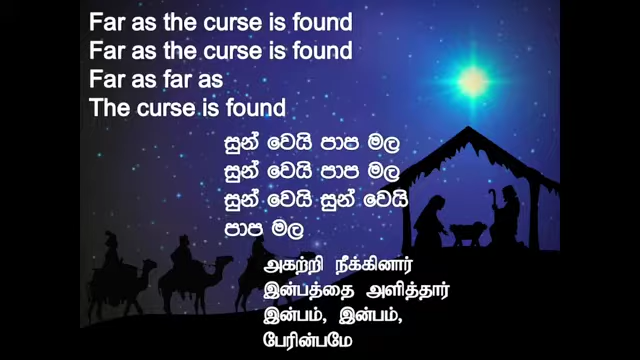 Far as the curse is found
Far as the curse is found
Far as far as
The curse is found
සුන් වෙයි පාප මල
සුන් වෙයි පාප මල
සුන් වෙයි සුන් වෙයි
පාප මල
அகற்றி நீக்கினார்
இன்பத்தை அளித்தார்
இன்பம், இன்பம்,
பேரின்பமே